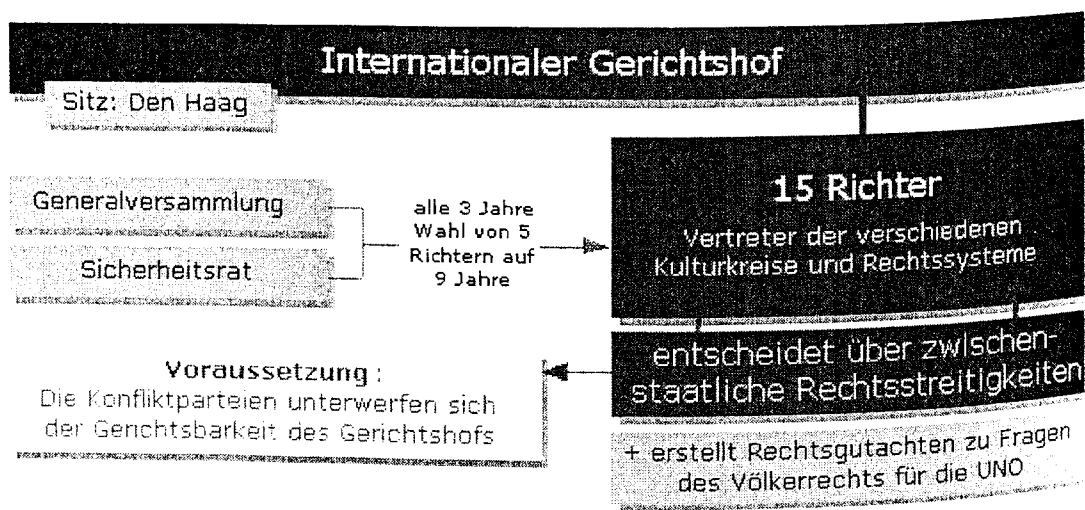 Internationaler Gerichtshof
Sitz: Den Haag
Generalversammlung
Sicherheitsrat
alle 3 Jahre
Wahl von 5
Richtern auf
9 Jahre
15 Richter
Vertreter der verschiedenen
Kulturkreise und Rechtssysteme
entscheidet über zwischen-
staatliche Rechtsstreitigkeiten
+ erstellt Rechtsgutachten zu Fragen
des Völkerrechts für die UNO
Voraussetzung :
Die Konfliktparteien unterwerfen sich
der Gerichtsbarkeit des Gerichtshofs